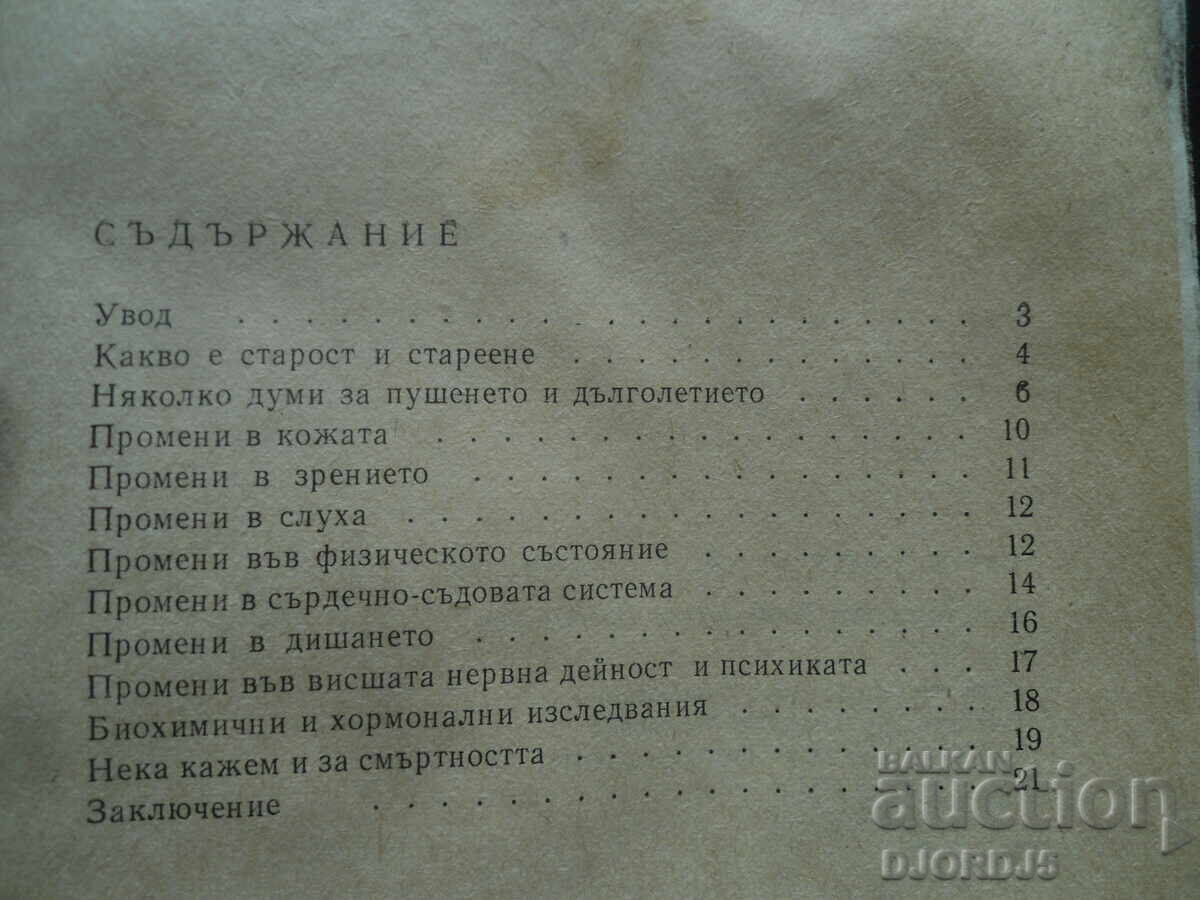 СЪДЪРЖАНИЕ
Увод . . . . . . . . . . . . . . . . . . . . . . 3
Какво е старост и стареене . . . . . . . . . . . . 4
Няколко думи за пушенето и дълголетието . . . . . . 6
Промени в кожата . . . . . . . . . . . . . . . . 10
Промени в зрението . . . . . . . . . . . . . . . 11
Промени в слуха . . . . . . . . . . . . . . . . . 12
Промени във физическото състояние . . . . . . . . . 12
Промени в сърдечно-съдовата система . . . . . . . . . 14
Промени в дишането . . . . . . . . . . . . . . . 16
Промени във висшата нервна дейност и психиката . . . 17
Биохимични и хормонални изследвания . . . . . . . . 18
Нека кажем и за смъртността . . . . . . . . . . . . 19
Заключение . . . . . . . . . . . . . . . . . . 21
BALKAN
auction
DJORDJ5